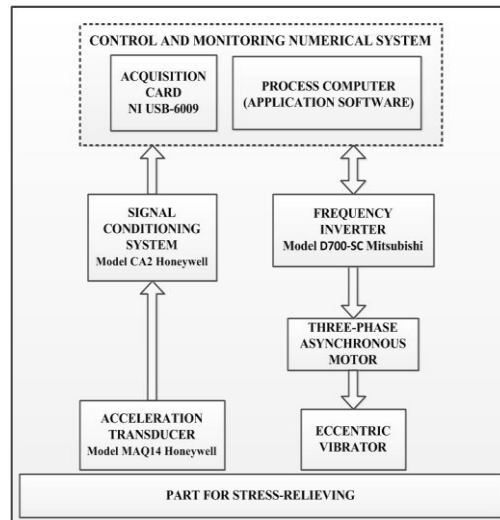 CONTROL AND MONITORING NUMERICAL SYSTEM
ACQUISITION
CARD
NI USB-6009
PROCESS COMPUTER
(APPLICATION SOFTWARE)
SIGNAL
CONDITIONING
SYSTEM
Model CA2 Honeywell
FREQUENCY
INVERTER
Model D700-SC Mitsubishi
THREE-PHASE
ASYNCHRONOUS
MOTOR
ACCELERATION
TRANSDUCER
Model MAQ14 Honeywell
ECCENTRIC
VIBRATOR
PART FOR STRESS-RELIEVING